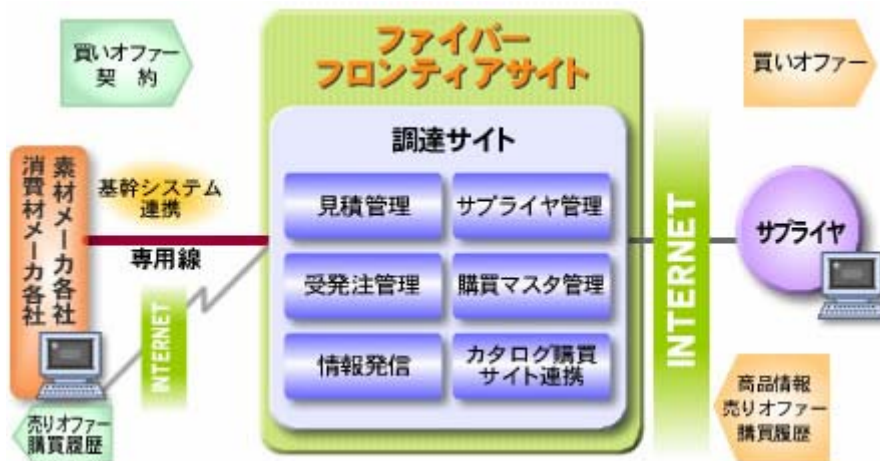 買いオファー
契 約
ファイバー
フロンティアサイト
買いオファー
調達サイト
素材メーカ各社
消費材メーカ各社
基幹システム
連携
専用線
INTERNET
見積管理
サプライヤ管理
受発注管理
購買マスタ管理
情報発信
カタログ購買
サイト連携
INTERNET
サプライヤ
売りオファー
購買履歴
商品情報
売りオファー
購買履歴